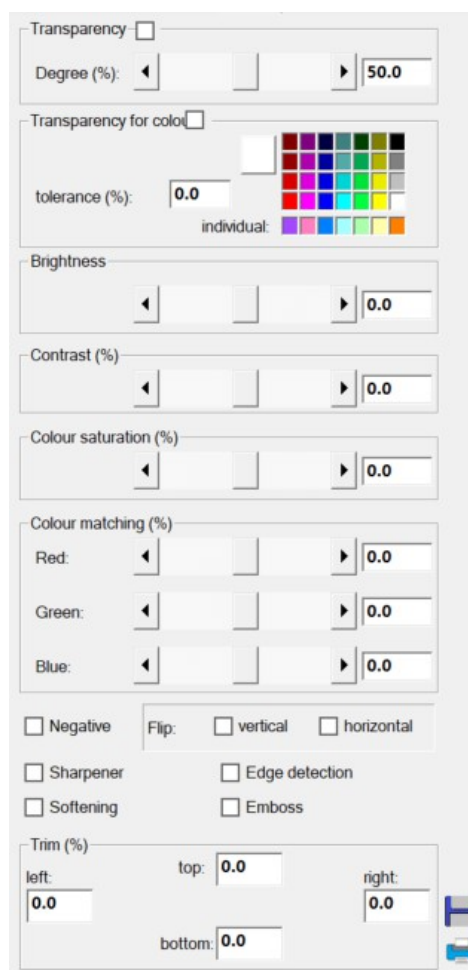 Transparency
Degree (%): 50.0
Transparency for colou
tolerance (%): 0.0
individual:
Brightness
0.0
Contrast (%)
0.0
Colour saturation (%)
0.0
Colour matching (%)
Red: 0.0
Green: 0.0
Blue: 0.0
Negative Flip: vertical horizontal
Sharpener Edge detection
Softening Emboss
Trim (%)
top: 0.0
left: right:
0.0 0.0
bottom: 0.0